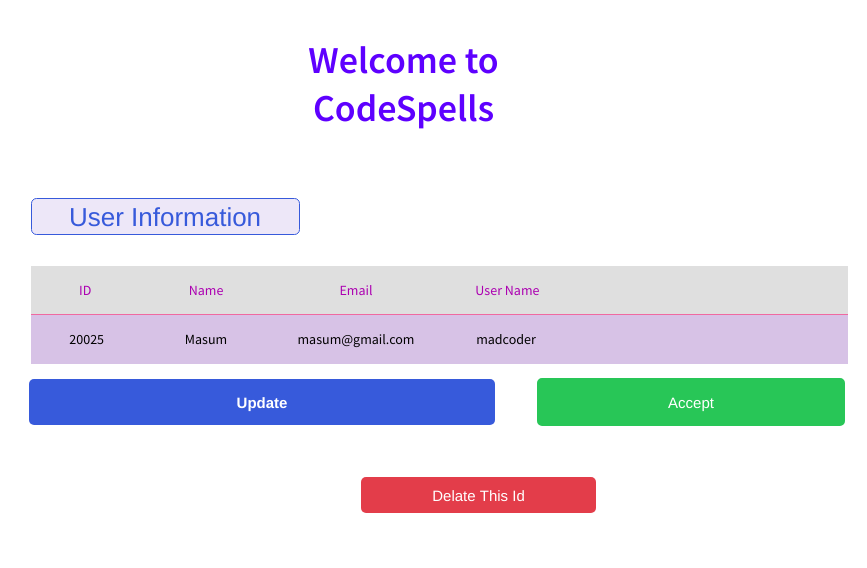 Welcome to
CodeSpells
User Information
ID Name Email User Name
20025 Masum masum@gmail.com madcoder
Update Accept
Delate This Id